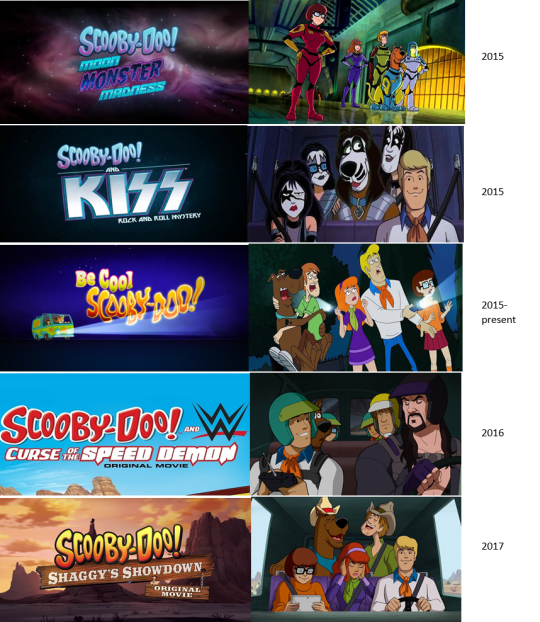 SCOOBY-DOO!
MOON
MONSTER
MADNESS
2015
SCOOBY-DOO!
AND
KISS
ROCK AND ROLL MYSTERY
2015
Be Cool
SCOOBY-DOO!
2015-
present
SCOOBY-DOO! AND W
CURSE OF THE SPEED DEMON
ORIGINAL MOVIE
2016
SCOOBY-DOO!
SHAGGY'S SHOWDOWN
ORIGINAL
MOVIE
2017